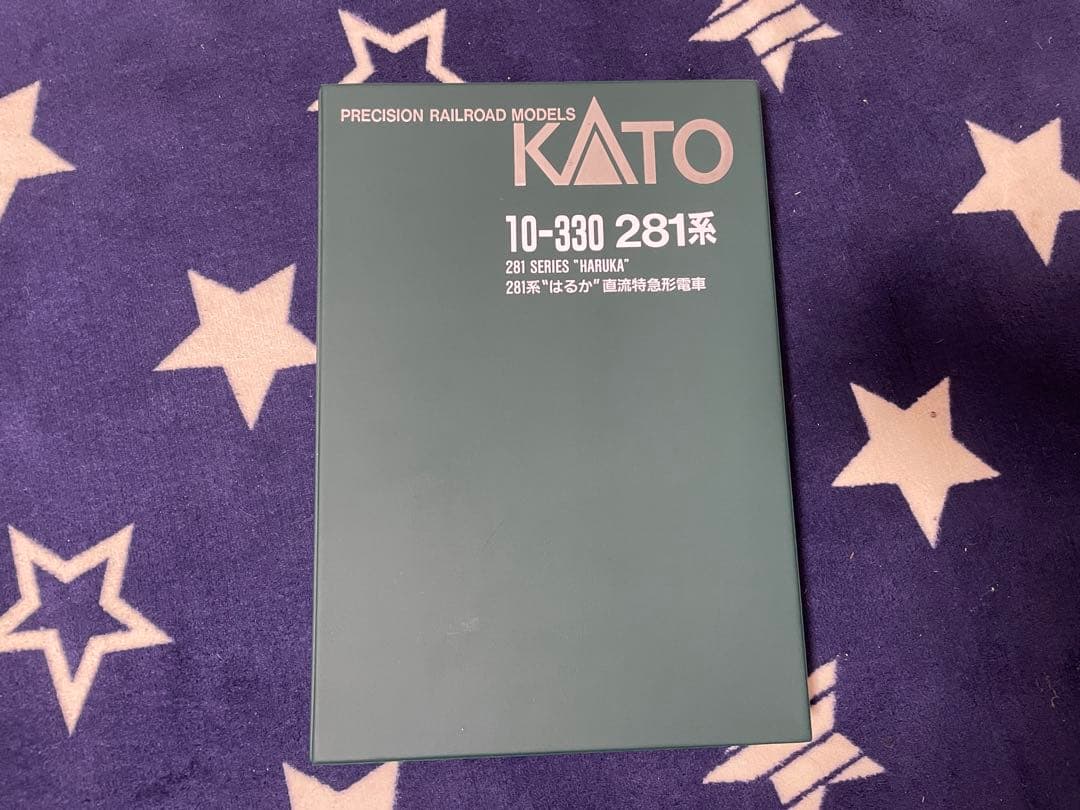 PRECISION RAILROAD MODELS
KATO
10-330 281系
281 SERIES "HARUKA"
281系"はるか"直流特急形電車